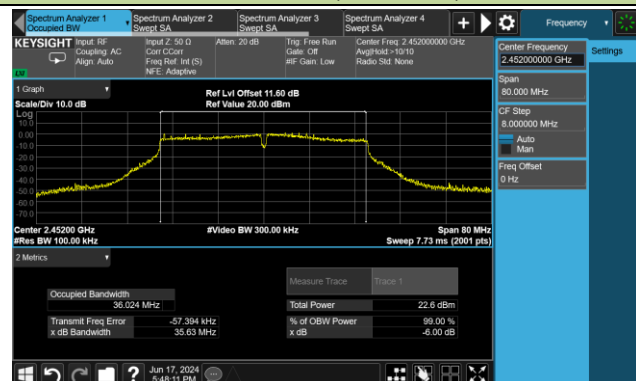 Spectrum Analyzer 1
Occupied BW
Spectrum Analyzer 2
Swept SA
Spectrum Analyzer 3
Swept SA
Spectrum Analyzer 4
Swept SA
Frequency
KEYSIGHT
Input: RF
Coupling: AC
Align: Auto
Input Z: 50 Ω
Corr CCorr
Freq Ref: Int (S)
NFE: Adaptive
Atten: 20 dB
Trig: Free Run
Gate: Off
#IF Gain: Low
Center Freq: 2.452000000 GHz
Avg|Hold:>10/10
Radio Std: None
Center Frequency
2.452000000 GHz
Settings
Span
80.000 MHz
CF Step
8.000000 MHz
Auto
Man
Freq Offset
0 Hz
1 Graph
Scale/Div 10.0 dB
Ref Lvl Offset 11.60 dB
Ref Value 20.00 dBm
Log
10.0
0.00
-10.0
-20.0
-30.0
-40.0
-50.0
-60.0
-70.0
Center 2.45200 GHz
#Res BW 100.00 kHz
#Video BW 300.00 kHz
Span 80 MHz
Sweep 7.73 ms (2001 pts)
2 Metrics
Measure Trace
Trace 1
Occupied Bandwidth
36.024 MHz
Total Power
22.6 dBm
Transmit Freq Error
-57.394 kHz
% of OBW Power
99.00 %
x dB Bandwidth
35.63 MHz
x dB
-6.00 dB
Jun 17, 2024
5:48:11 PM